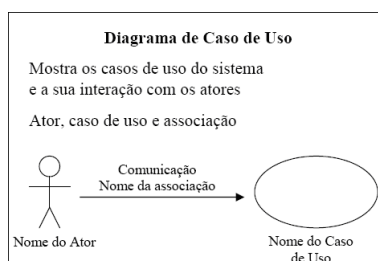 Diagrama de Caso de Uso
Mostra os casos de uso do sistema
e a sua interação com os atores
Ator, caso de uso e associação
Comunicação
Nome da associação
Nome do Ator
Nome do Caso
de Uso